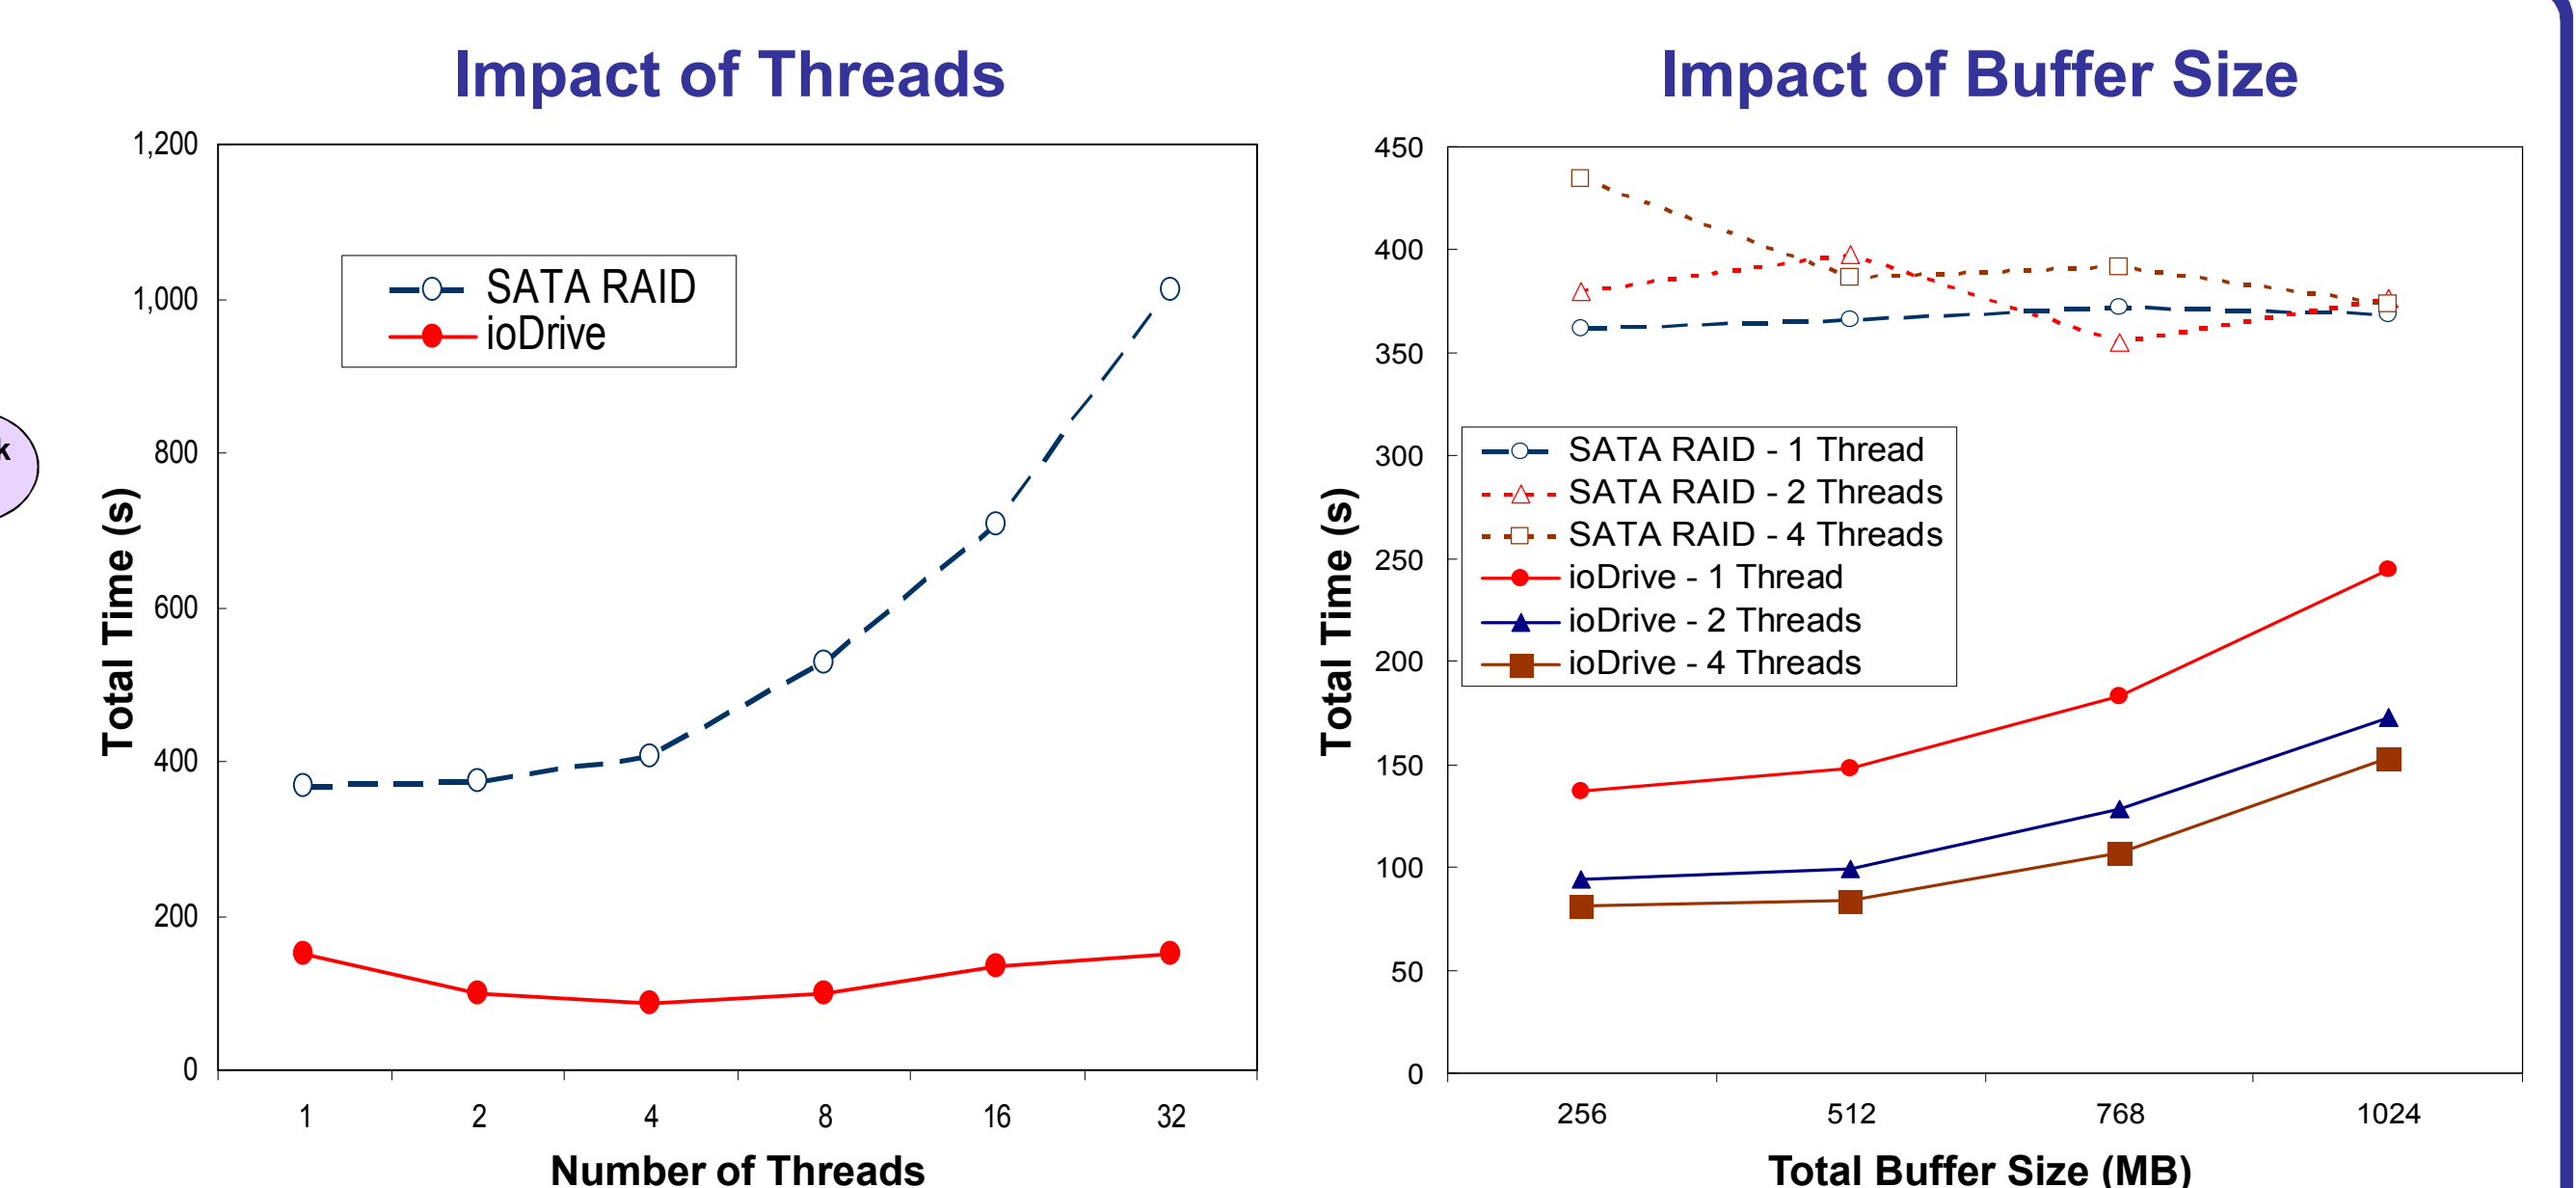 Impact of Threads
1,200
1,000
800
600
400
200
0
Total Time (s)
SATA RAID
ioDrive
1 2 4 8 16 32
Number of Threads
k
Impact of Buffer Size
450
400
350
300
250
200
150
100
50
0
Total Time (s)
SATA RAID - 1 Thread
SATA RAID - 2 Threads
SATA RAID - 4 Threads
ioDrive - 1 Thread
ioDrive - 2 Threads
ioDrive - 4 Threads
256 512 768 1024
Total Buffer Size (MB)